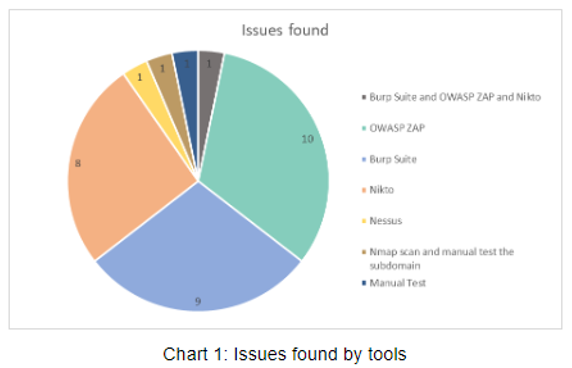 Issues found
1
1
1
1
10
8
9
Burp Suite and OWASP ZAP and Nikto
OWASP ZAP
Burp Suite
Nikto
Nessus
Nmap scan and manual test the
subdomain
Manual Test
Chart 1: Issues found by tools